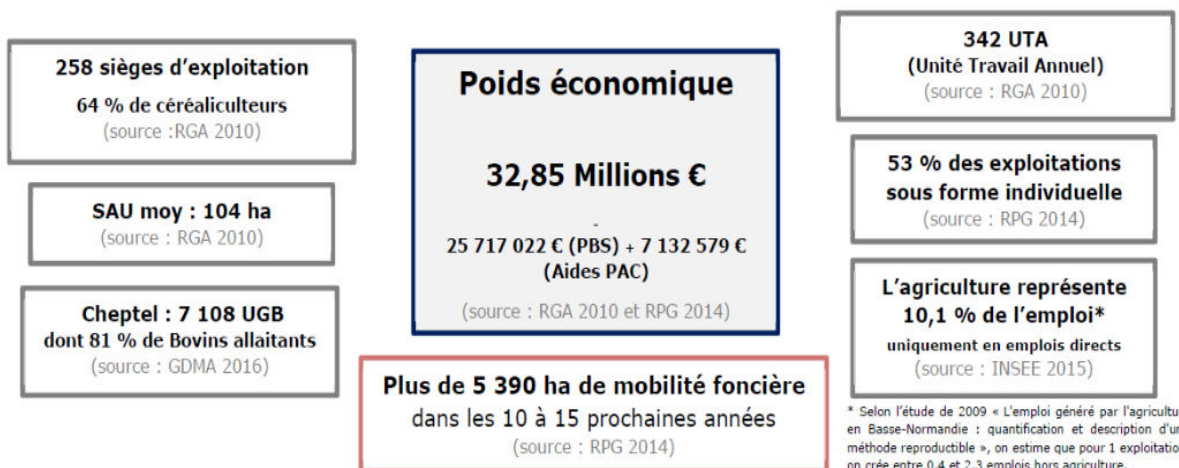 258 sièges d'exploitation
64 % de céréaliculteurs
(source :RGA 2010)
SAU moy : 104 ha
(source : RGA 2010)
Cheptel : 7 108 UGB
dont 81 % de Bovins allaitants
(source : GDMA 2016)
Poids économique
32,85 Millions €
-
25 717 022 € (PBS) + 7 132 579 €
(Aides PAC)
(source : RGA 2010 et RPG 2014)
Plus de 5 390 ha de mobilité foncière
dans les 10 à 15 prochaines années
(source : RPG 2014)
342 UTA
(Unité Travail Annuel)
(source : RGA 2010)
53 % des exploitations
sous forme individuelle
(source : RPG 2014)
L'agriculture représente
10,1 % de l'emploi*
uniquement en emplois directs
(source : INSEE 2015)
* Selon l'étude de 2009 « L'emploi généré par l'agricultu
en Basse-Normandie : quantification et description d'un
méthode reproductible », on estime que pour 1 exploitatio
on crée entre 0,4 et 2,3 emplois hors agriculture.